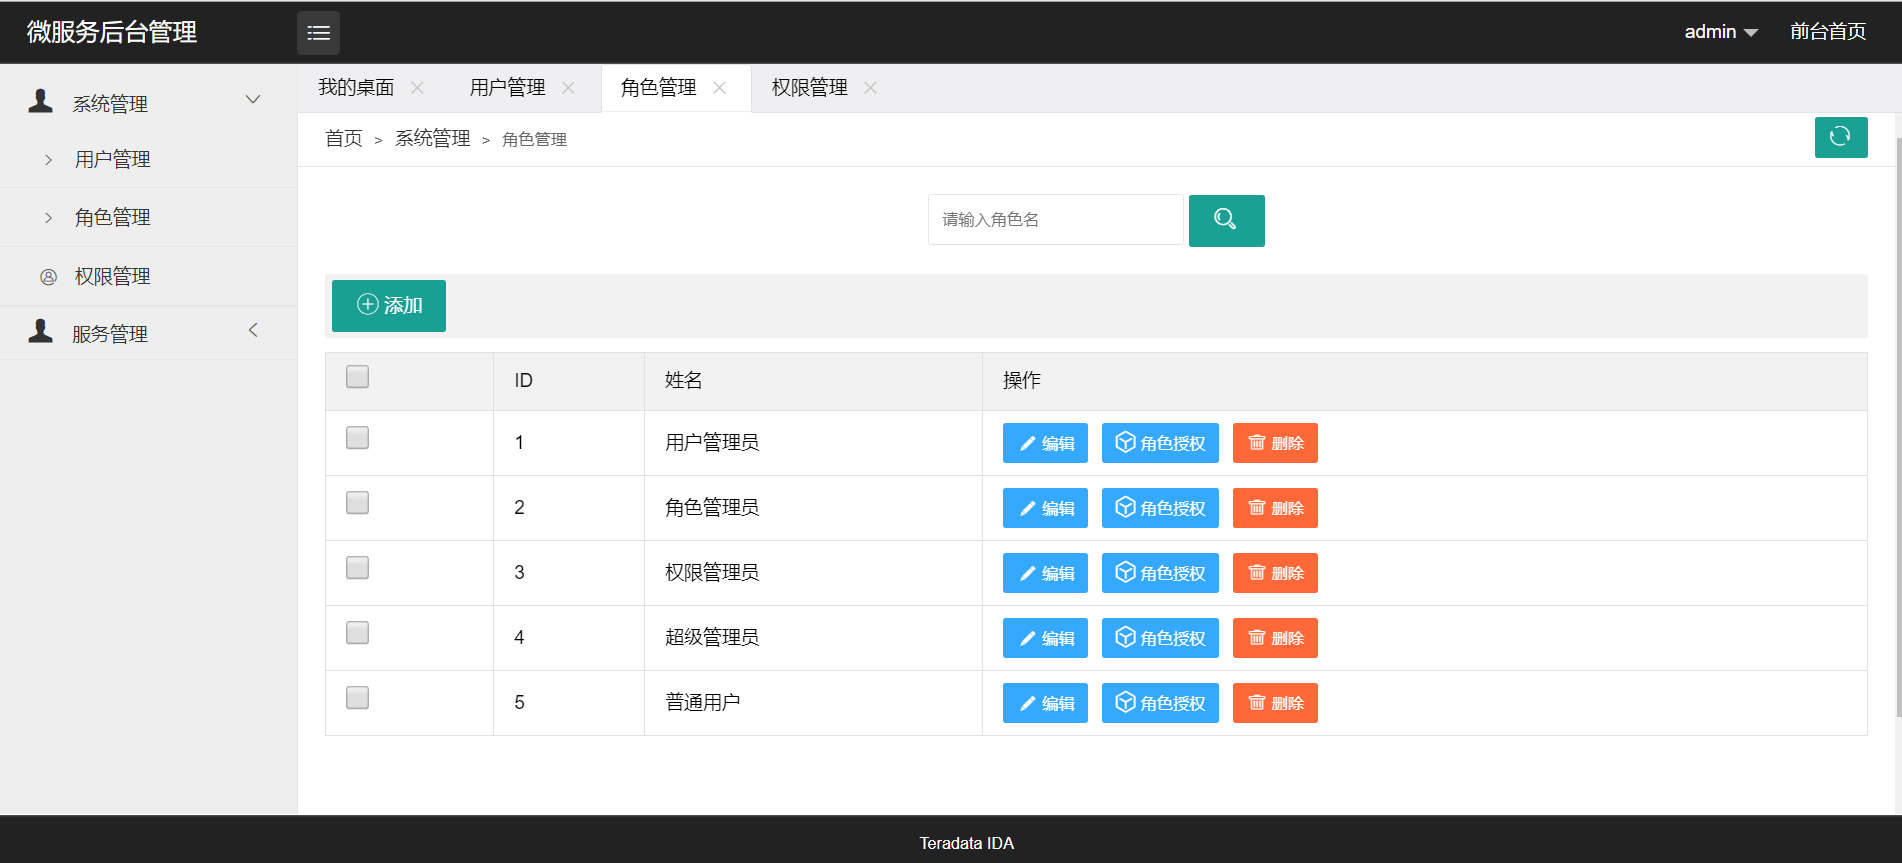 微服务后台管理
admin 前台首页
系统管理
用户管理
角色管理
权限管理
服务管理
我的桌面 用户管理 角色管理 权限管理
首页 > 系统管理 > 角色管理
请输入角色名
添加
ID 姓名 操作
1 用户管理员 编辑 角色授权 删除
2 角色管理员 编辑 角色授权 删除
3 权限管理员 编辑 角色授权 删除
4 超级管理员 编辑 角色授权 删除
5 普通用户 编辑 角色授权 删除
Teradata IDA